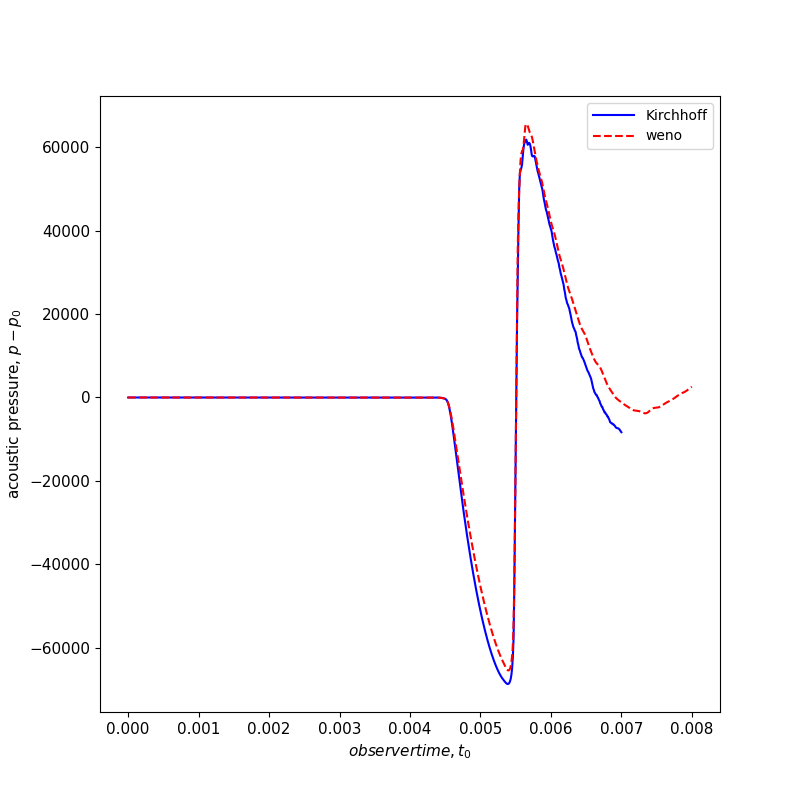 Kirchhoff
weno
60000
40000
20000
0
−20000
−40000
−60000
acoustic pressure, p − p₀
0.000 0.001 0.002 0.003 0.004 0.005 0.006 0.007 0.008
observertime, t₀